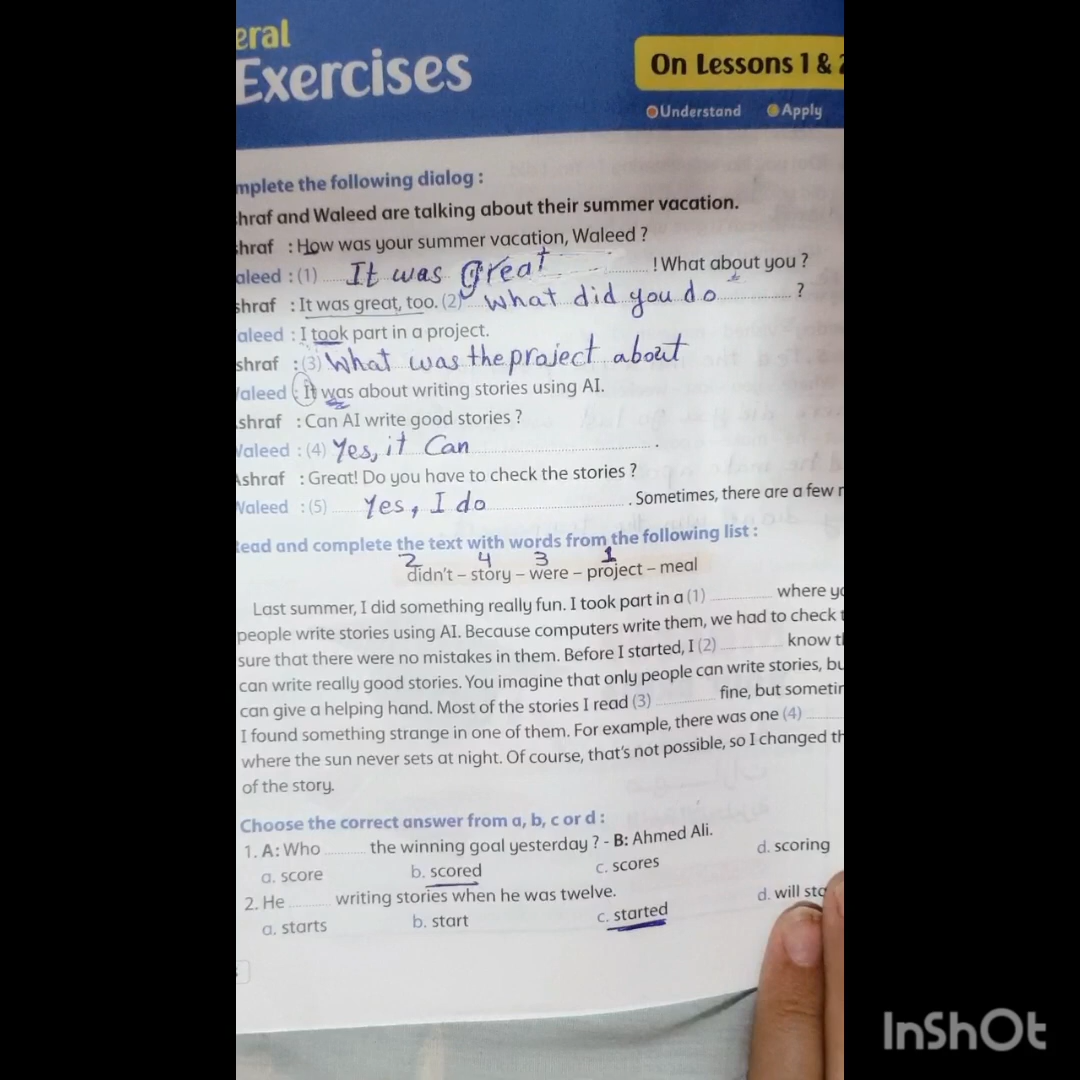 eral
Exercises
On Lessons 1 &
Understand Apply
mplete the following dialog :
hraf and Waleed are talking about their summer vacation.
hraf : How was your summer vacation, Waleed ?
aleed : (1) It was great ! What about you ?
shraf : It was great, too. (2) What did you do ?
aleed : I took part in a project.
shraf : (3) What was the project about
aleed : It was about writing stories using AI.
shraf : Can AI write good stories ?
Valeed : (4) Yes, it Can .
Ashraf : Great! Do you have to check the stories ?
Waleed : (5) Yes, I do . Sometimes, there are a few
ead and complete the text with words from the following list :
2 4 3 1
didn't – story – were – project – meal
Last summer, I did something really fun. I took part in a (1) where
people write stories using AI. Because computers write them, we had to check
sure that there were no mistakes in them. Before I started, I (2) know
can write really good stories. You imagine that only people can write stories, bu
can give a helping hand. Most of the stories I read (3) fine, but sometim
I found something strange in one of them. For example, there was one (4)
where the sun never sets at night. Of course, that's not possible, so I changed th
of the story.
Choose the correct answer from a, b, c or d :
1. A: Who the winning goal yesterday ? - B: Ahmed Ali.
a. score b. scored c. scores d. scoring
2. He writing stories when he was twelve.
a. starts b. start c. started d. will sta
InShOt